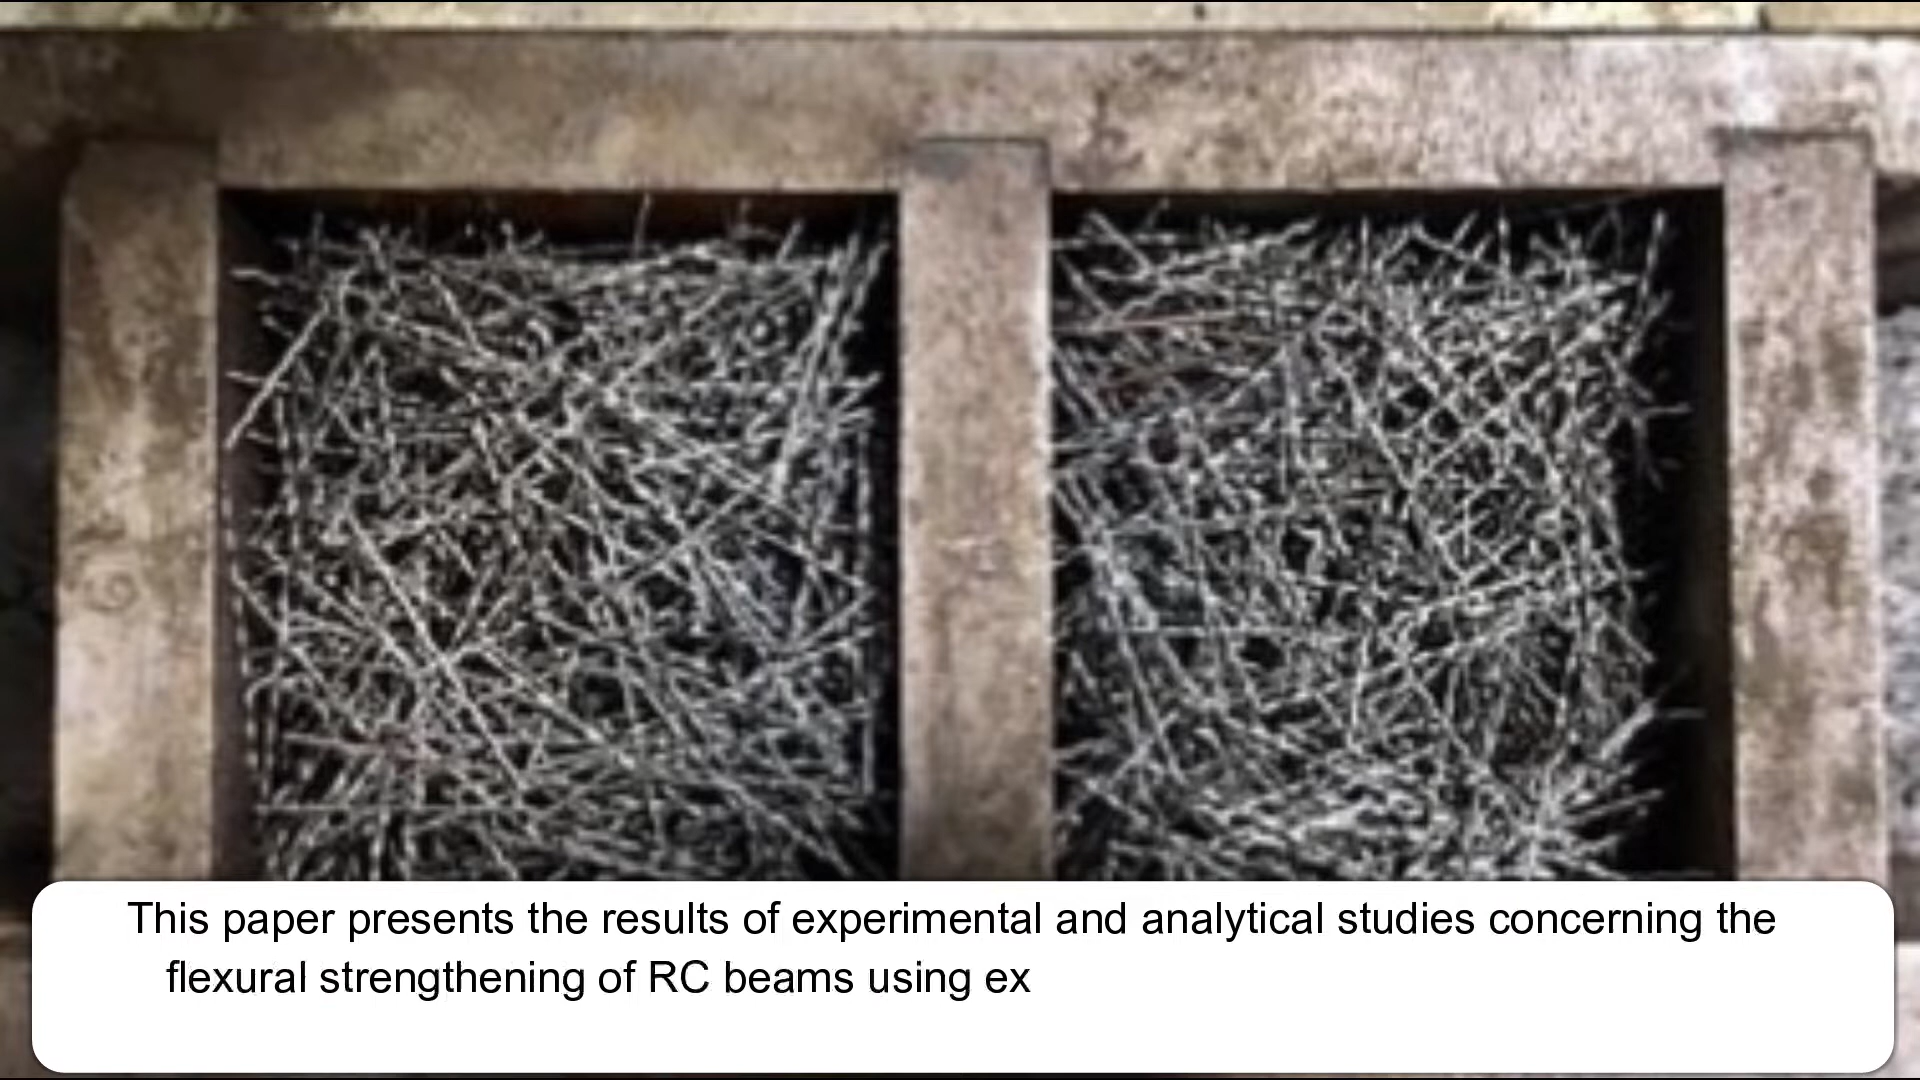 This paper presents the results of experimental and analytical studies concerning the
flexural strengthening of RC beams using ex